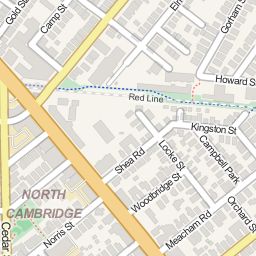 Gold St
Camp St
Elm
Gorham St
Howard S
Red Line
Kingston St
Campbell Park
Locke St
Shea Rd
Woodbridge St
Orchard St
Meacham Rd
NORTH
CAMBRIDGE
Norris St
Cedar